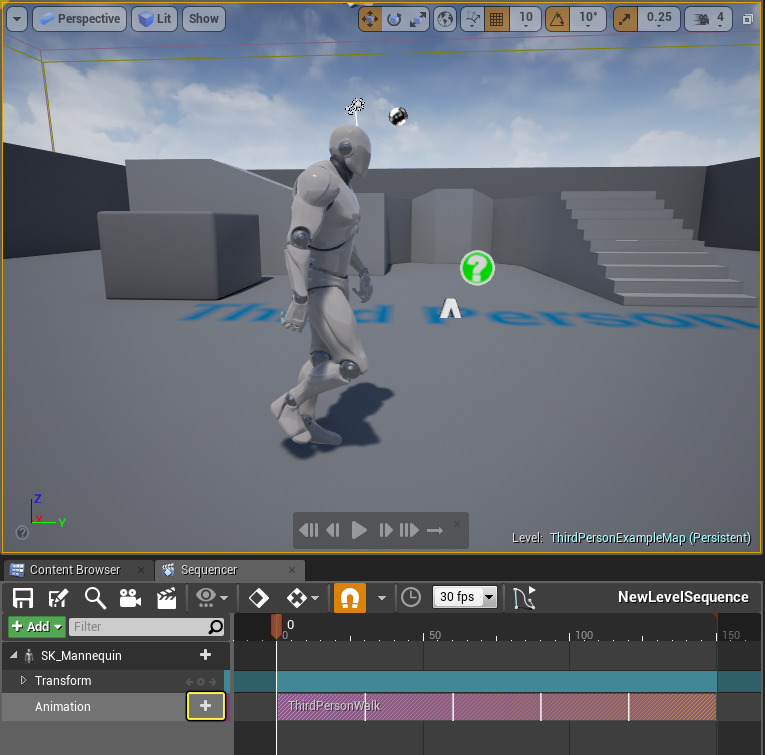 Perspective
Lit
Show
10
10°
0.25
4
Third Person
Z
X
Y
Level: ThirdPersonExampleMap (Persistent)
Content Browser
Sequencer
30 fps
NewLevelSequence
+ Add
Filter
0
0
50
100
150
SK_Mannequin
Transform
Animation
ThirdPersonWalk